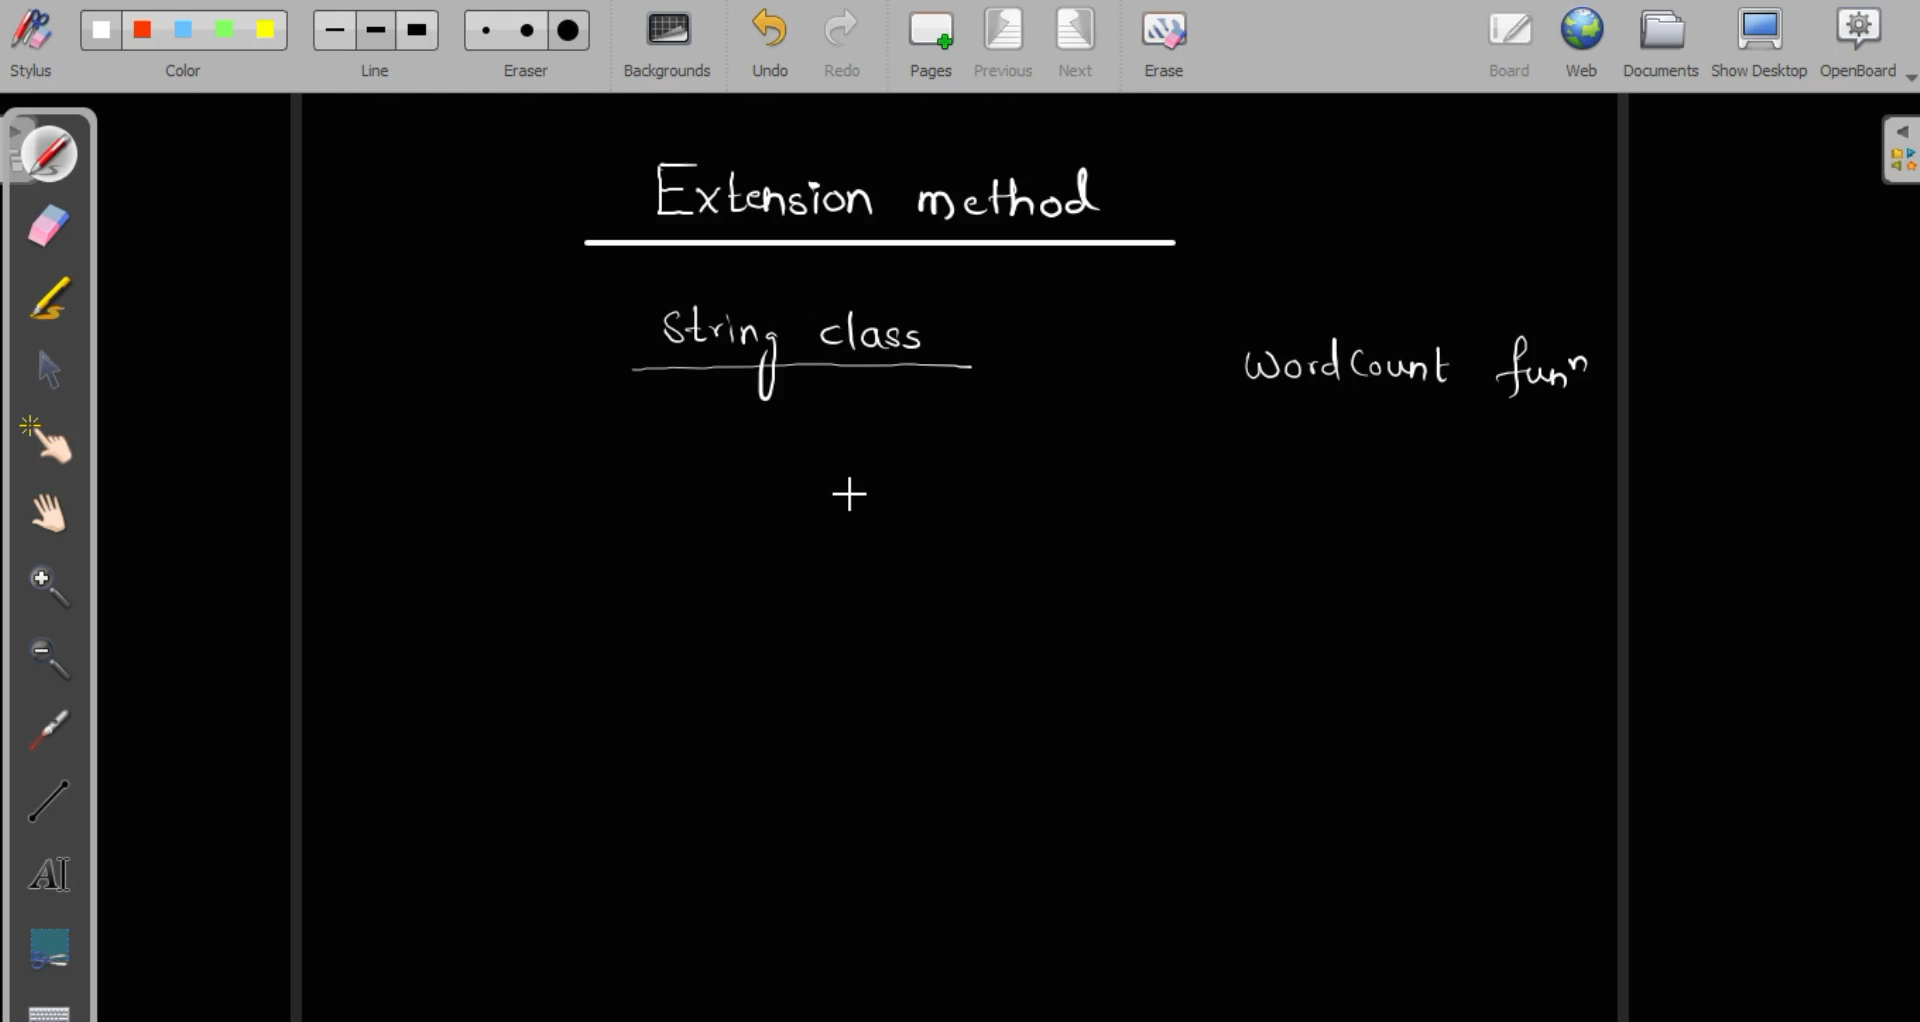 Stylus Color Line Eraser Backgrounds Undo Redo Pages Previous Next Erase Board Web Documents Show Desktop OpenBoard
Extension method
String class
WordCount funⁿ
AI